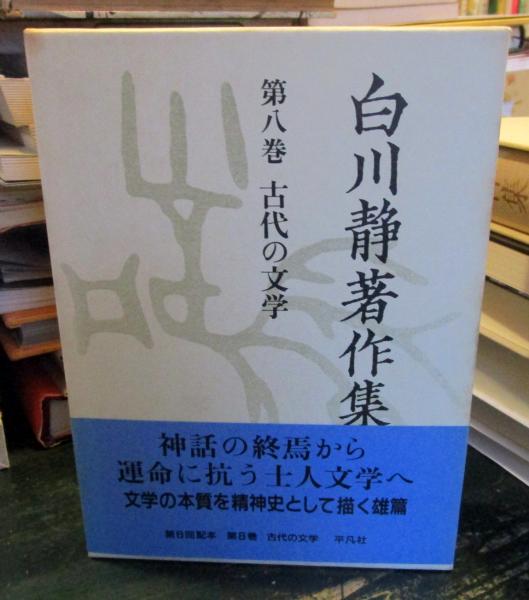 白川静著作集
第八巻 古代の文学
神話の終焉から
運命に抗う士人文学へ
文学の本質を精神史として描く雄篇
第8回配本 第8巻 古代の文学 平凡社